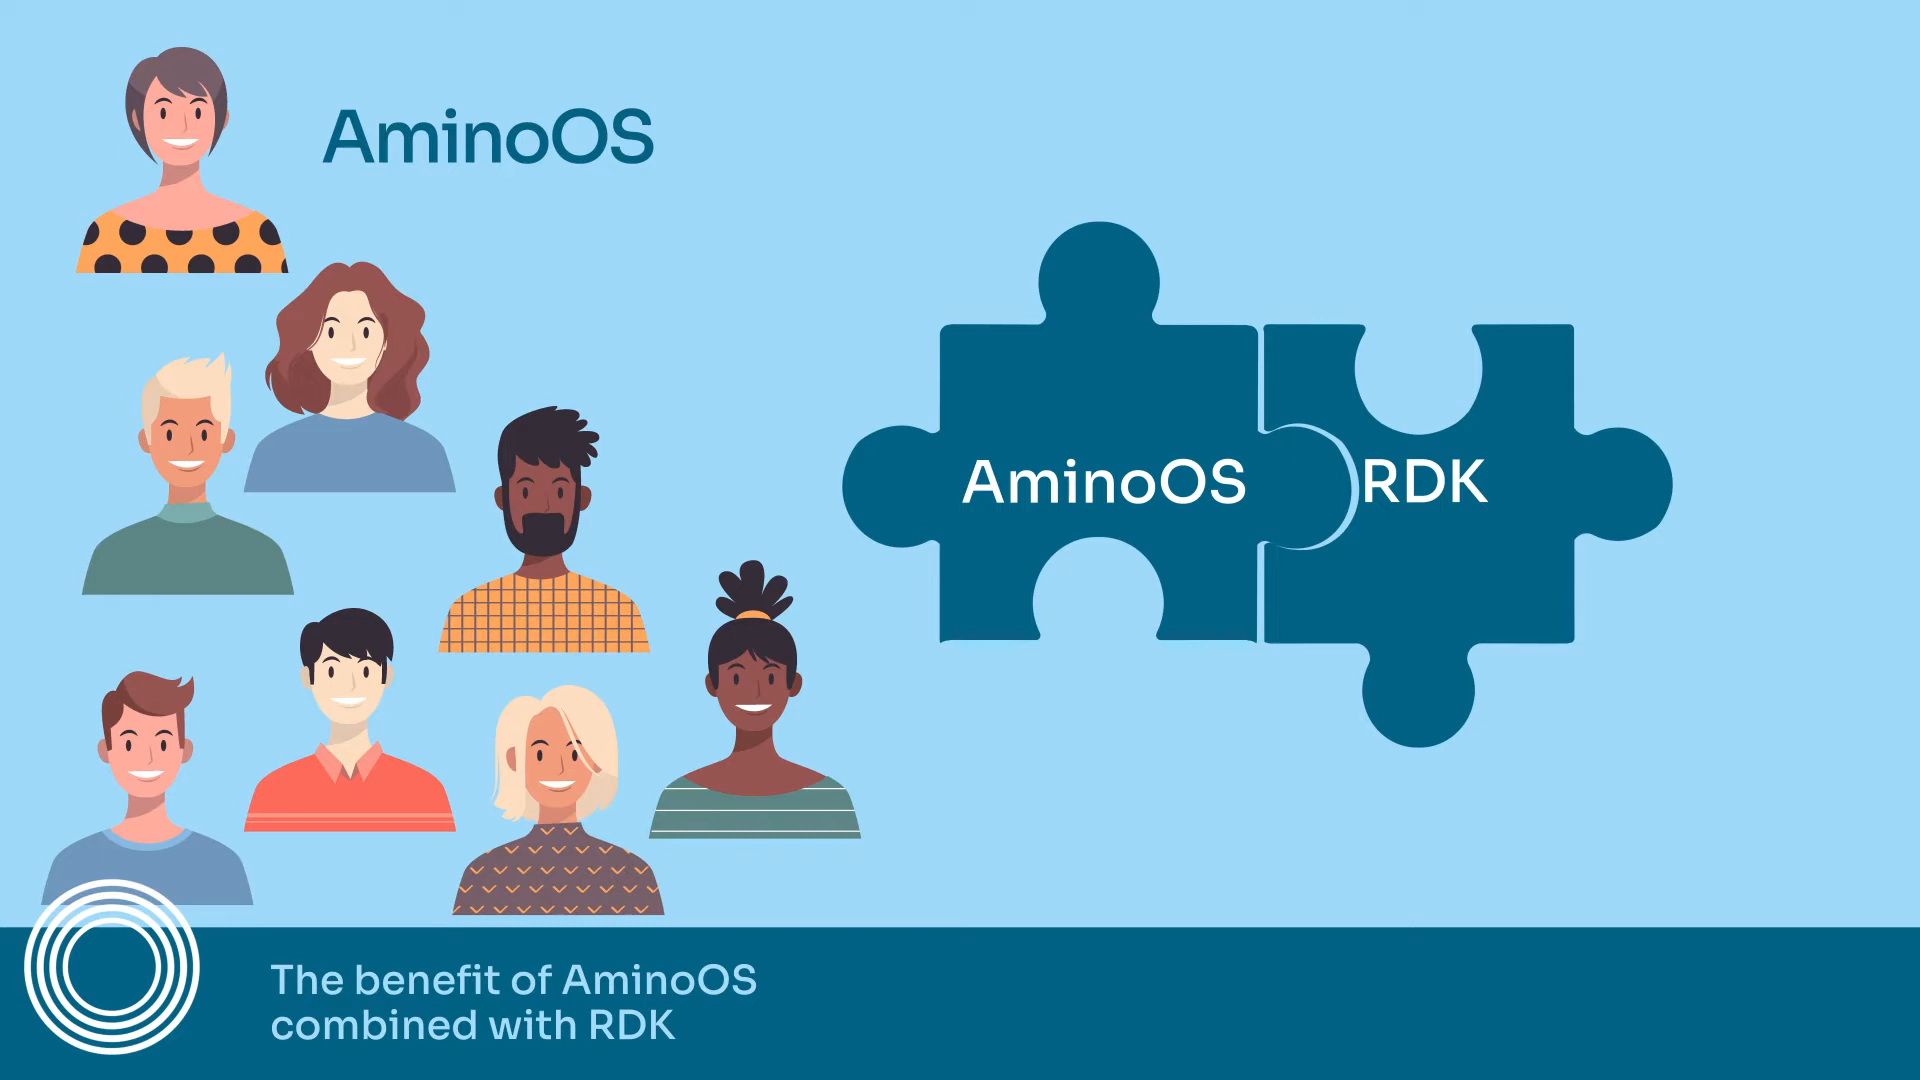 AminoOS
AminoOS
RDK
The benefit of AminoOS
combined with RDK